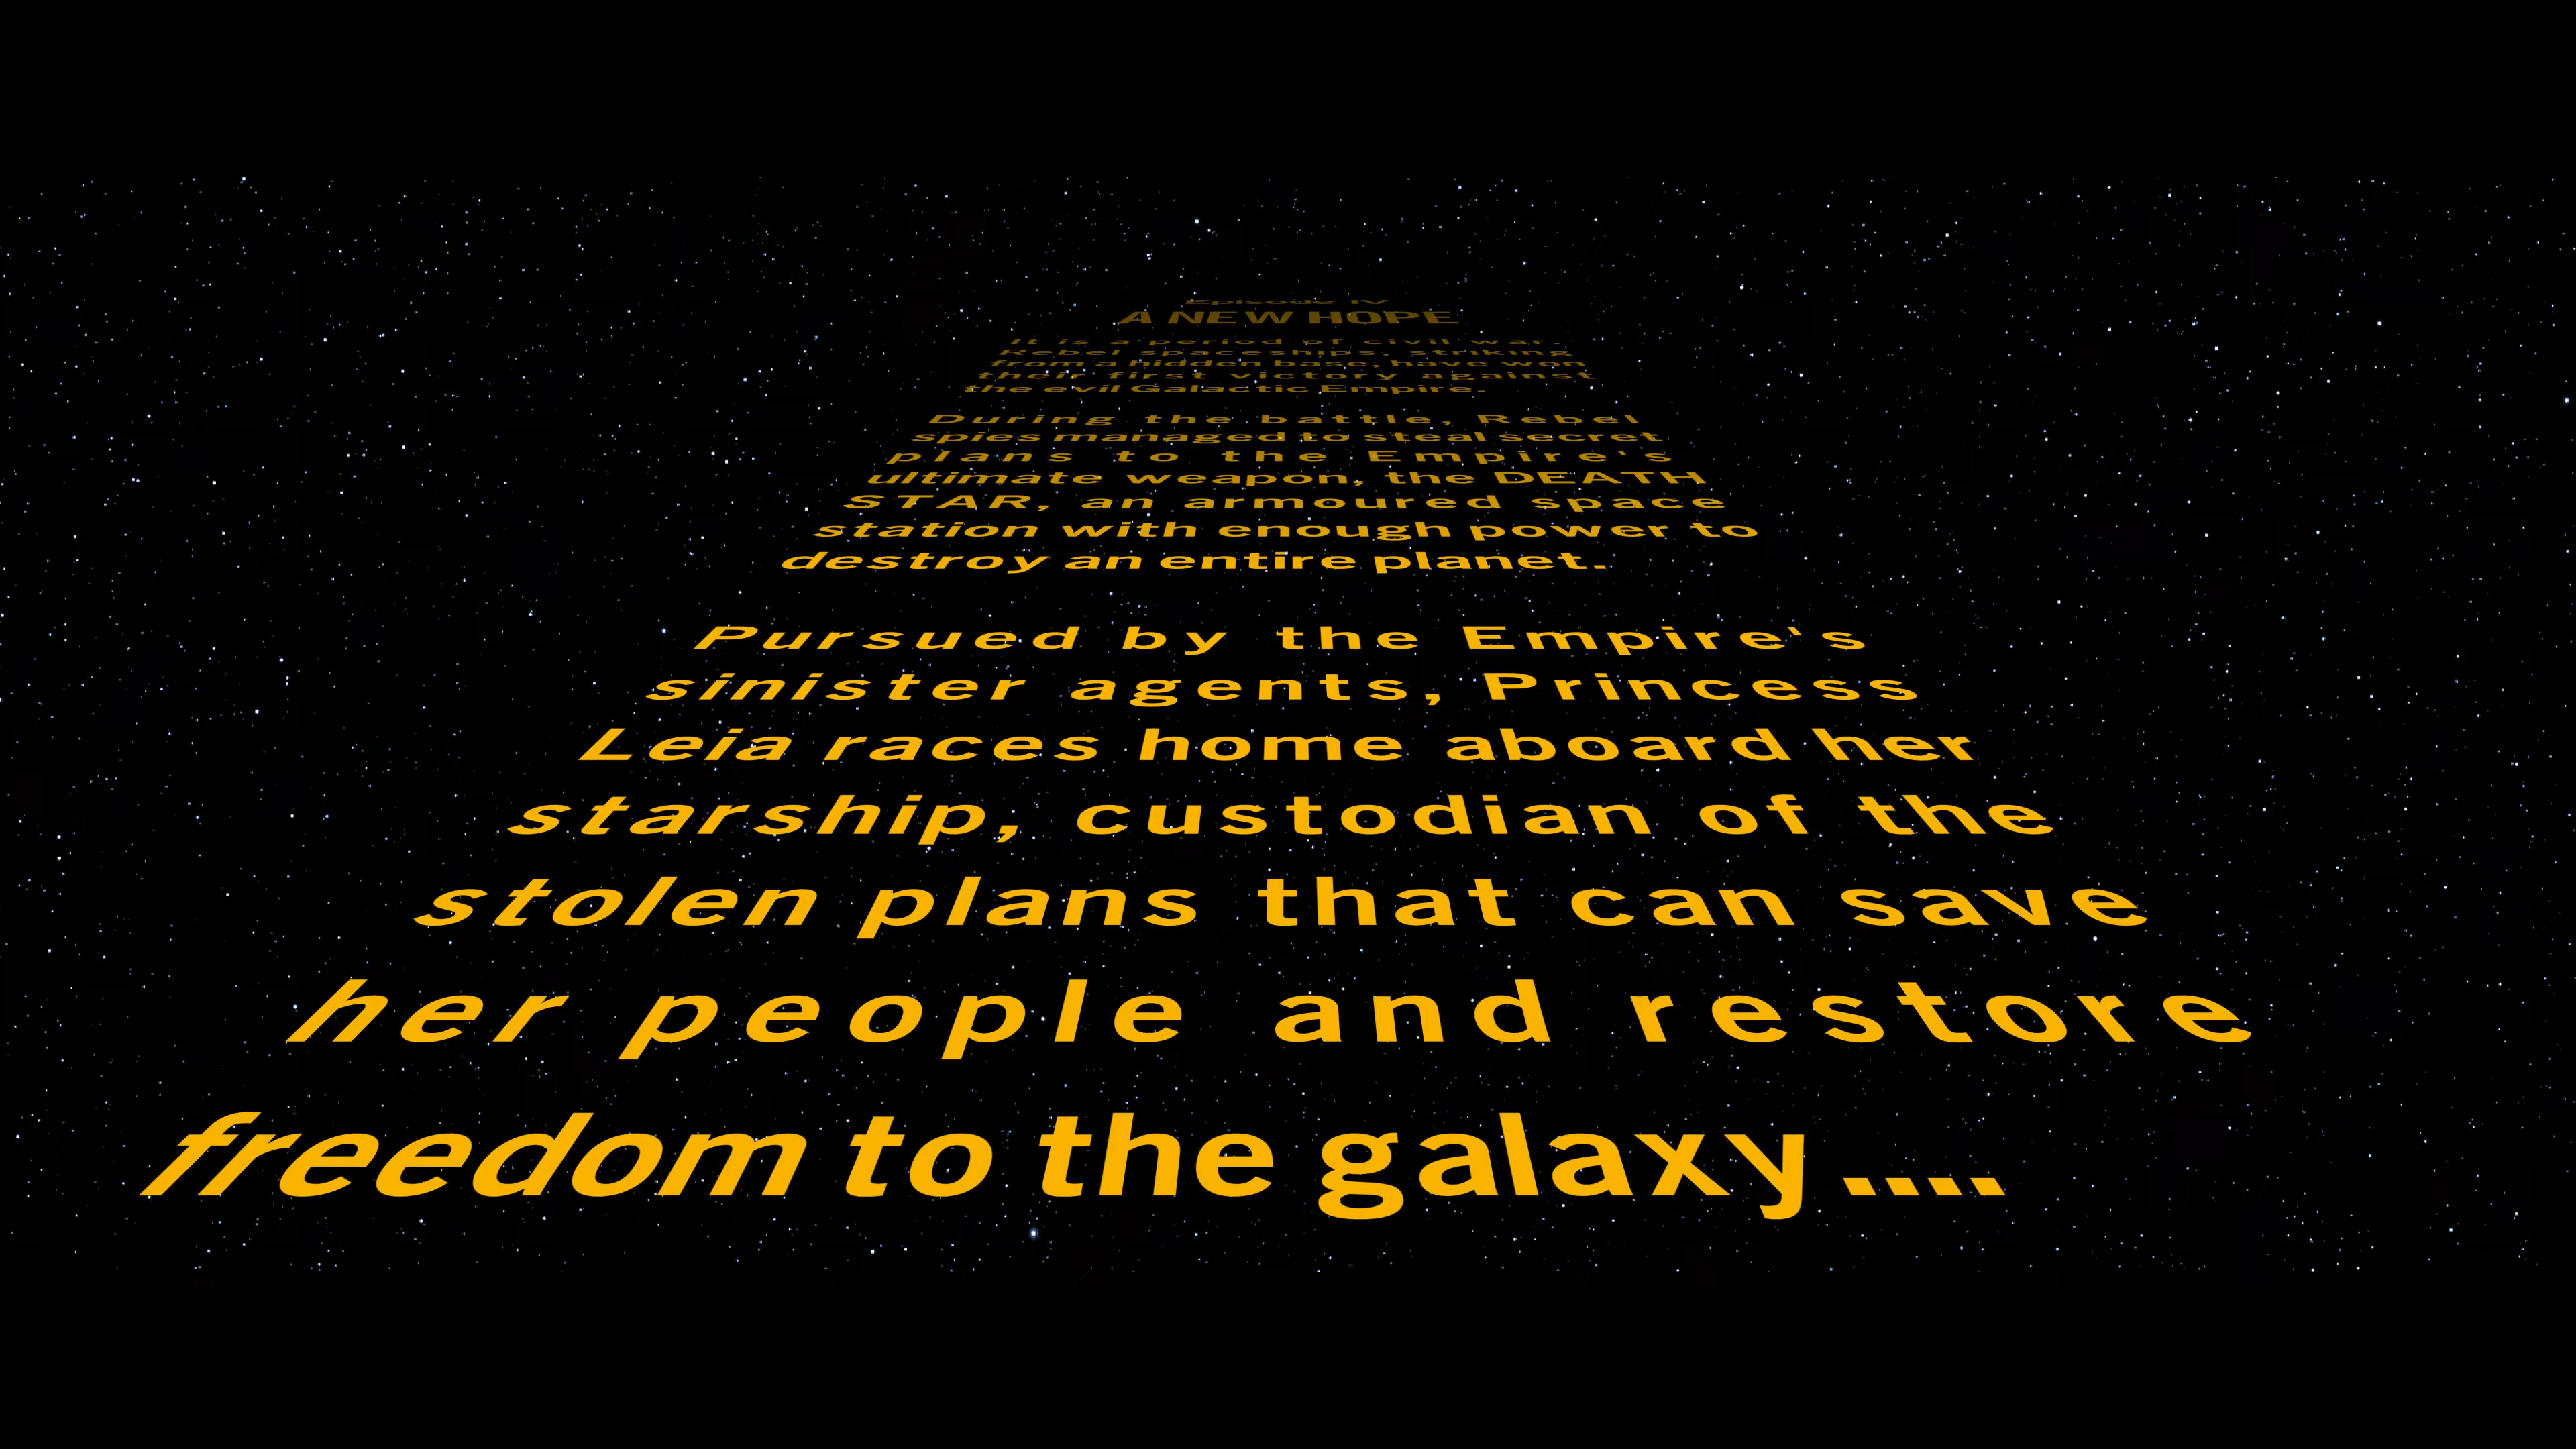 Episode IV
A NEW HOPE
It is a period of civil war.
Rebel spaceships, striking
from a hidden base, have won
their first victory against
the evil Galactic Empire.
During the battle, Rebel
spies managed to steal secret
plans to the Empire's
ultimate weapon, the DEATH
STAR, an armoured space
station with enough power to
destroy an entire planet.
Pursued by the Empire's
sinister agents, Princess
Leia races home aboard her
starship, custodian of the
stolen plans that can save
her people and restore
freedom to the galaxy....